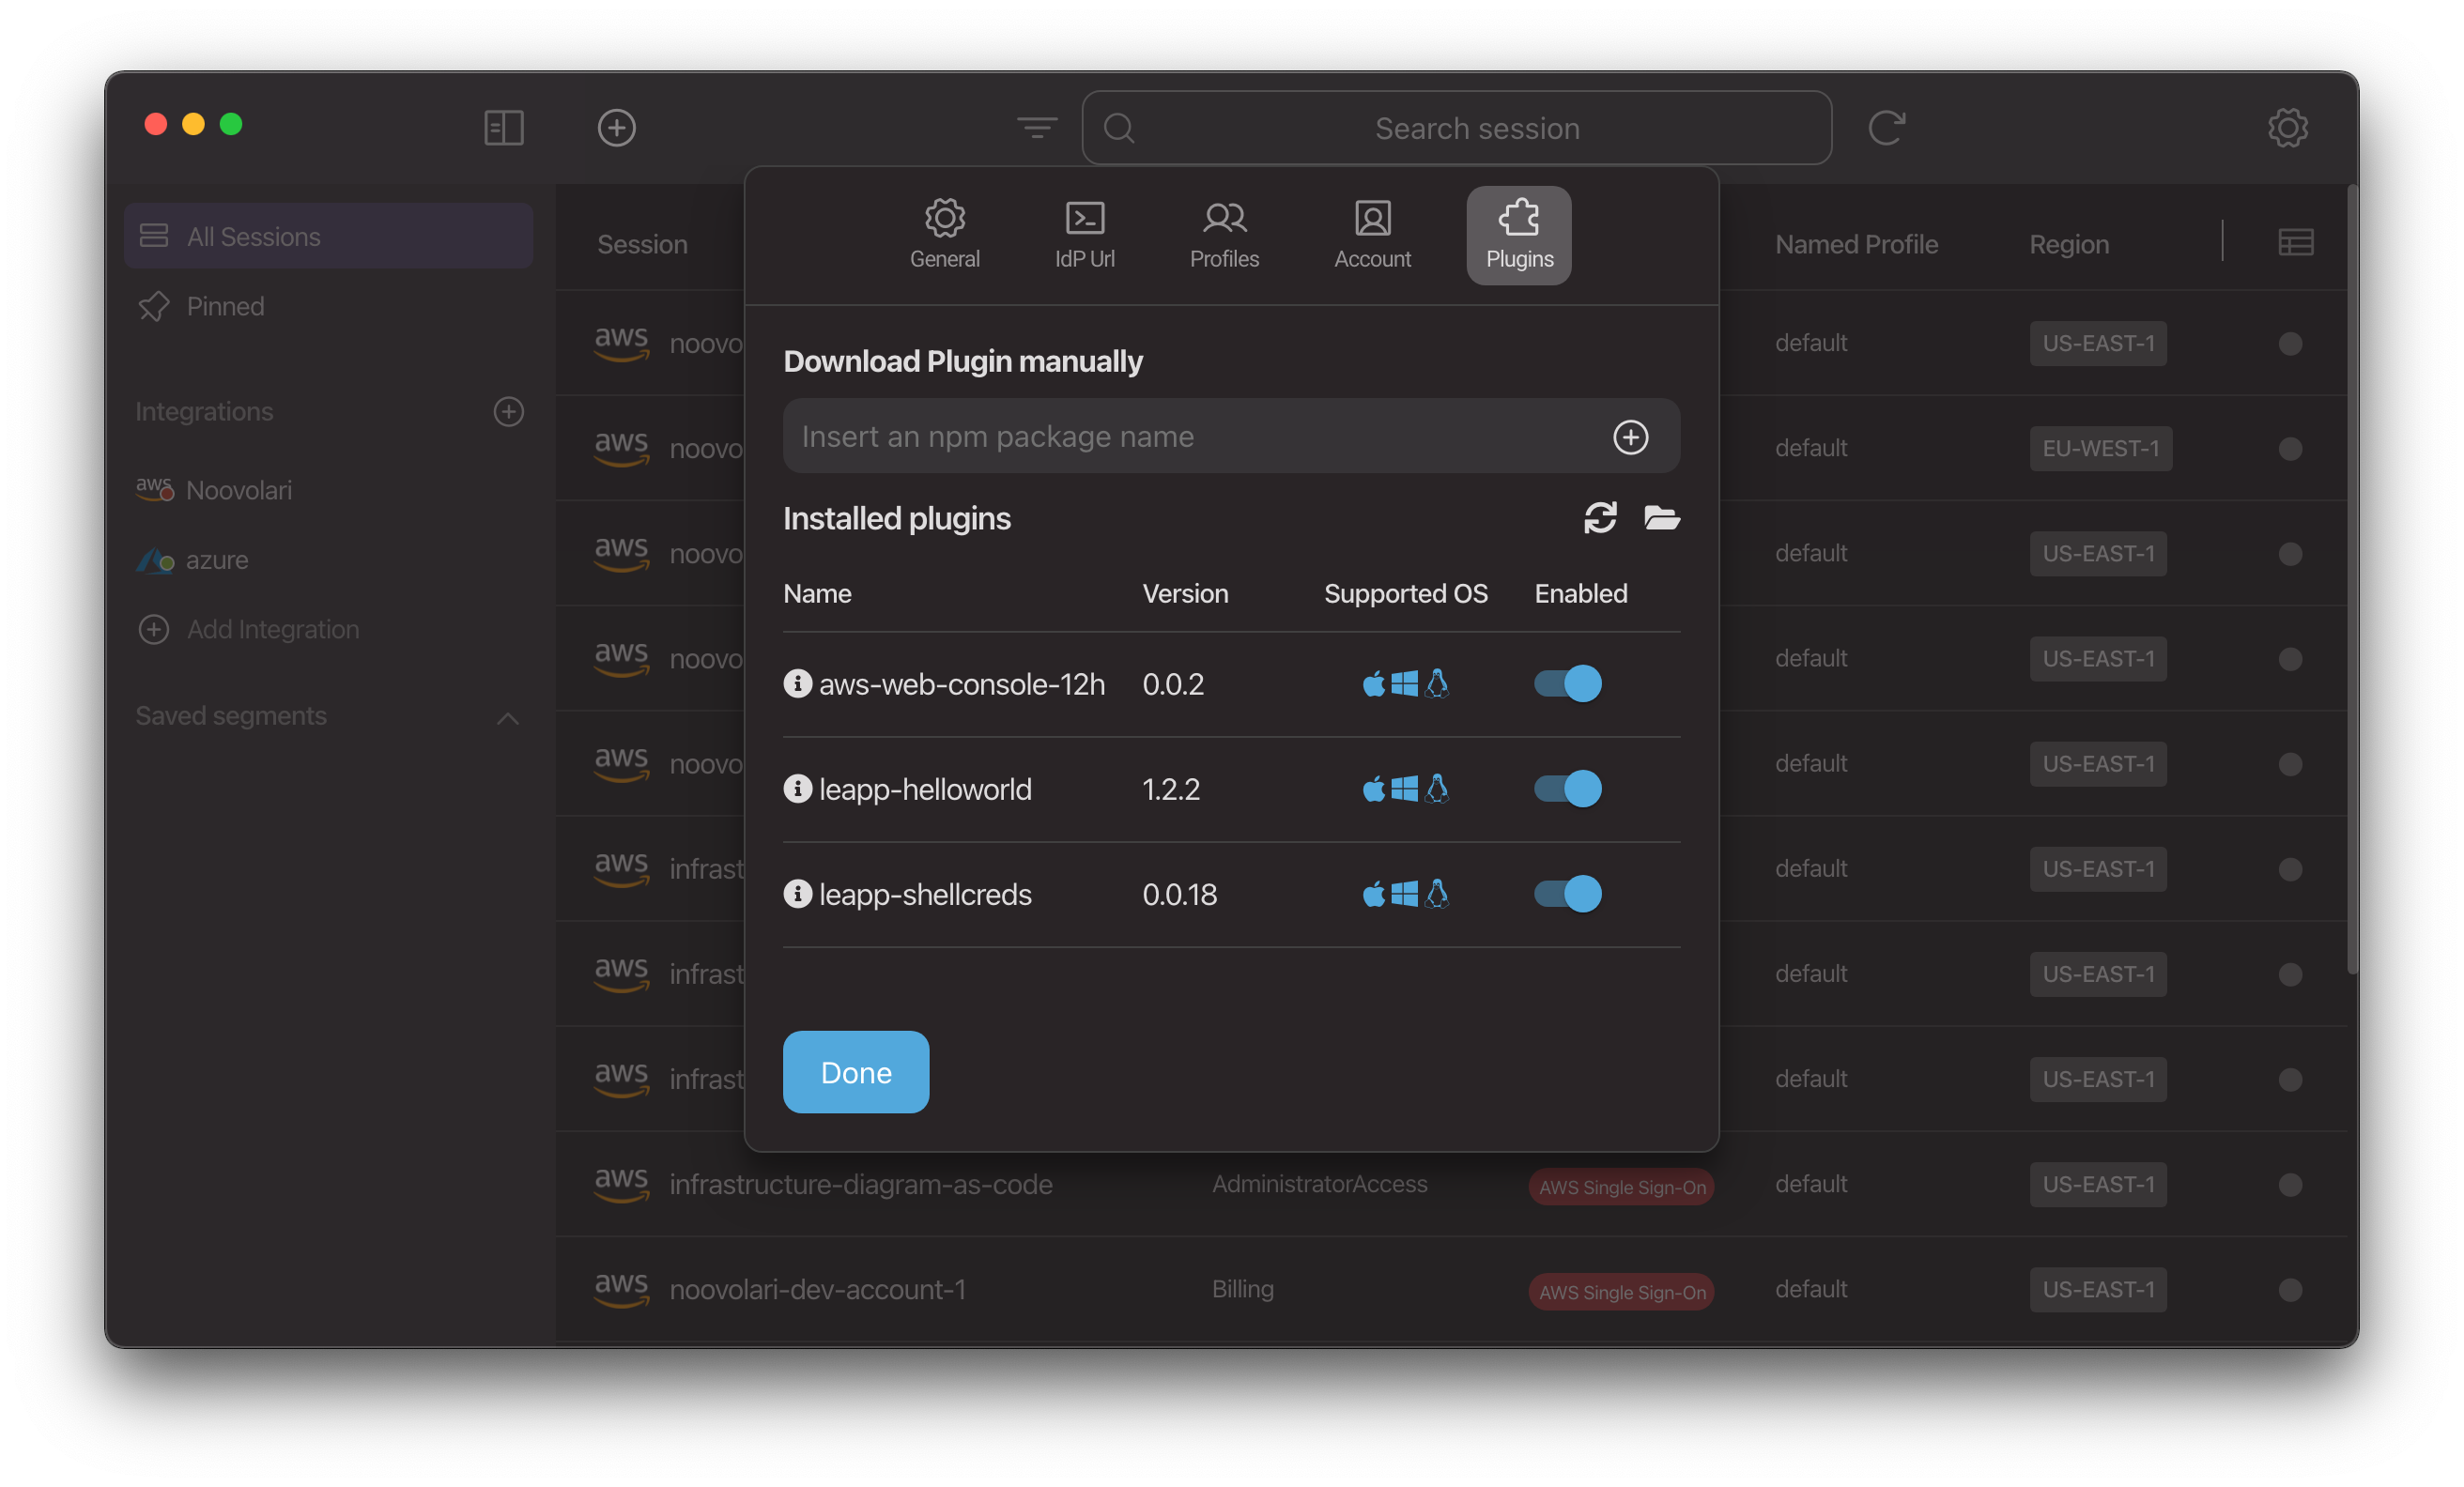 Search session
All Sessions
Pinned
Integrations
aws Noovolari
azure
Add Integration
Saved segments
General
IdP Url
Profiles
Account
Plugins
Download Plugin manually
Insert an npm package name
Installed plugins
Name Version Supported OS Enabled
aws-web-console-12h 0.0.2
leapp-helloworld 1.2.2
leapp-shellcreds 0.0.18
Done
Session Named Profile Region
aws noovo default US-EAST-1
aws noovo default EU-WEST-1
aws noovo default US-EAST-1
aws noovo default US-EAST-1
aws noovo default US-EAST-1
aws infrast default US-EAST-1
aws infrast default US-EAST-1
aws infrast default US-EAST-1
aws infrastructure-diagram-as-code AdministratorAccess AWS Single Sign-On default US-EAST-1
aws noovolari-dev-account-1 Billing AWS Single Sign-On default US-EAST-1